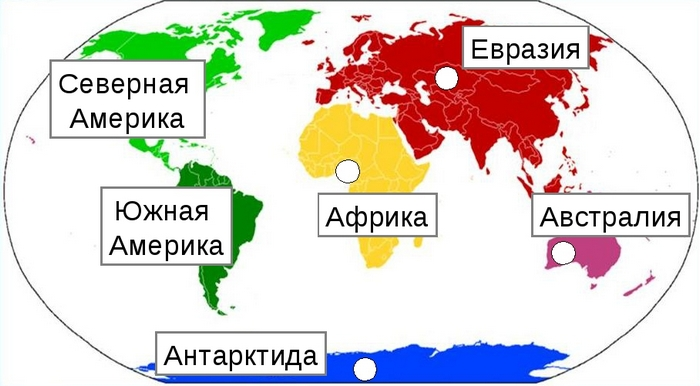 Евразия
Северная
Америка
Южная
Америка
Африка
Австралия
Антарктида